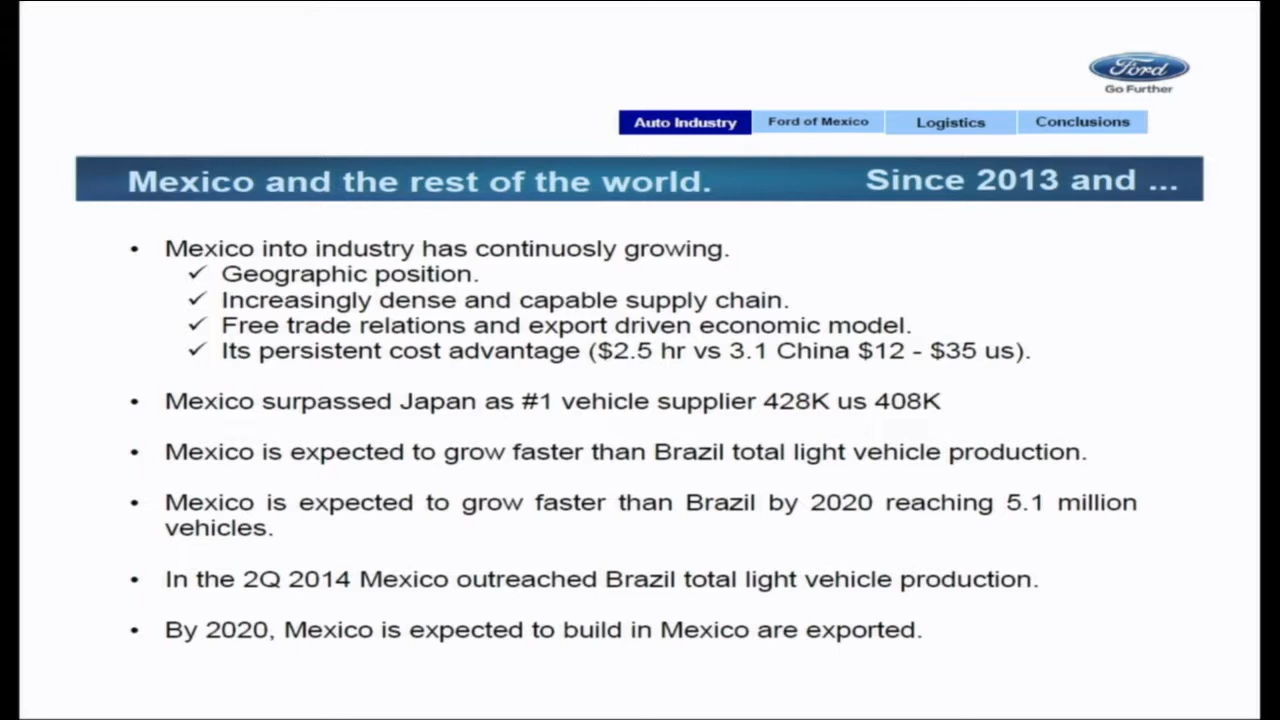 Ford
Go Further
Auto Industry
Ford of Mexico
Logistics
Conclusions
Mexico and the rest of the world.
Since 2013 and ...
• Mexico into industry has continuosly growing.
✓ Geographic position.
✓ Increasingly dense and capable supply chain.
✓ Free trade relations and export driven economic model.
✓ Its persistent cost advantage ($2.5 hr vs 3.1 China $12 - $35 us).
• Mexico surpassed Japan as #1 vehicle supplier 428K us 408K
• Mexico is expected to grow faster than Brazil total light vehicle production.
• Mexico is expected to grow faster than Brazil by 2020 reaching 5.1 million
vehicles.
• In the 2Q 2014 Mexico outreached Brazil total light vehicle production.
• By 2020, Mexico is expected to build in Mexico are exported.